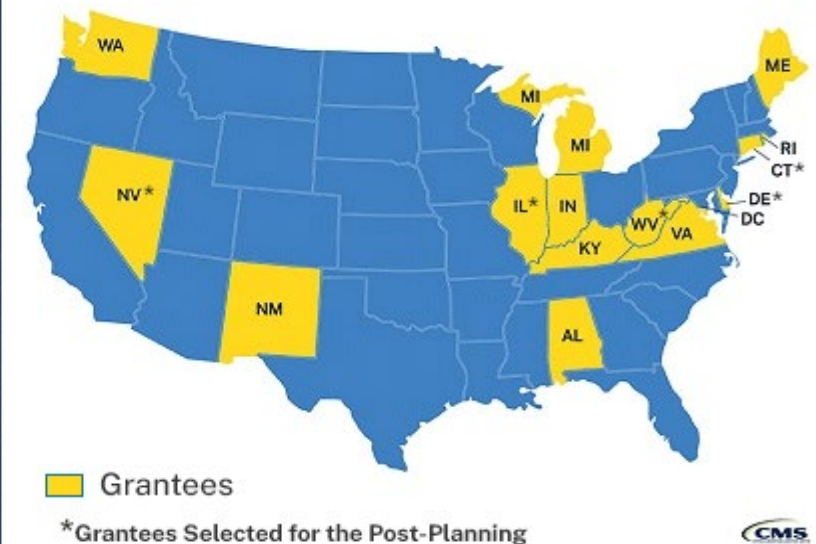 WA
ME
MI
MI
RI
CT*
NV*
IL*
IN
DE*
WV*
VA
DC
KY
NM
AL
Grantees
*Grantees Selected for the Post-Planning
CMS